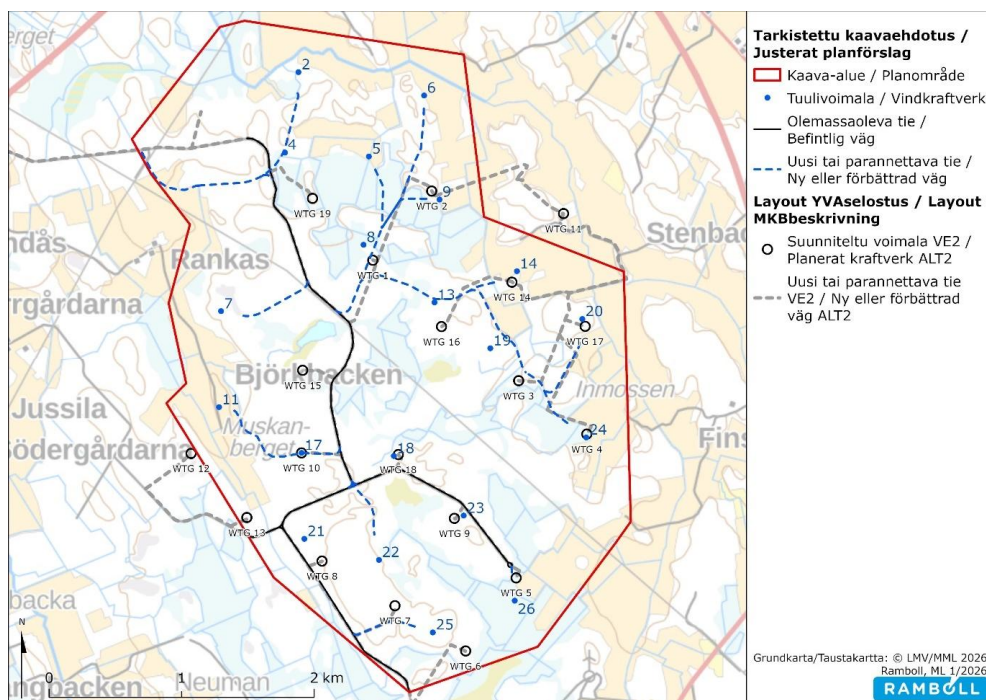 erget
2
6
4
5
WTG 19
9
WTG 2
WTG 11
ndås
Stenbac
8
Rankas
WTG 1
14
rrgårdarna
WTG 14
7
13
20
WTG 16
WTG 17
19
Björkbacken
WTG 15
WTG 3
Inmossen
11
Jussila
Muskan-
berget
Södergårdarna
17
18
24
Fins
WTG 12
WTG 10
WTG 18
WTG 4
23
WTG 13
WTG 9
21
22
WTG 8
WTG 5
backa
26
WTG 7
25
N
WTG 6
1
2 km
Neuman
ngbacken
Tarkistettu kaavaehdotus /
Justerat planförslag
Kaava-alue / Planområde
Tuulivoimala / Vindkraftverk
Olemassaoleva tie /
Befintlig väg
Uusi tai parannettava tie /
Ny eller förbättrad väg
Layout YVAselostus / Layout
MKBbeskrivning
Suunniteltu voimala VE2 /
Planerat kraftverk ALT2
Uusi tai parannettava tie
VE2 / Ny eller förbättrad
väg ALT2
Grundkarta/Taustakartta: © LMV/MML 2026
Ramboll, ML 1/2026
RAMBOLL